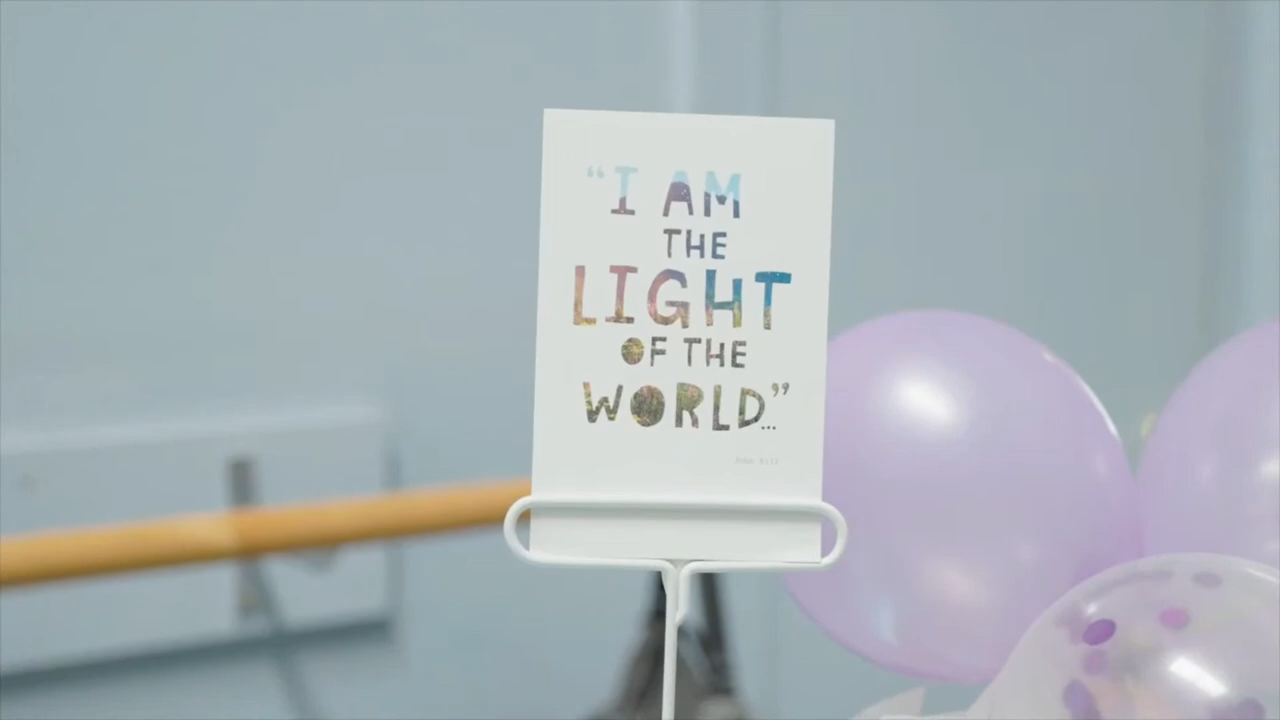 “I AM
THE
LIGHT
OF THE
WORLD...”